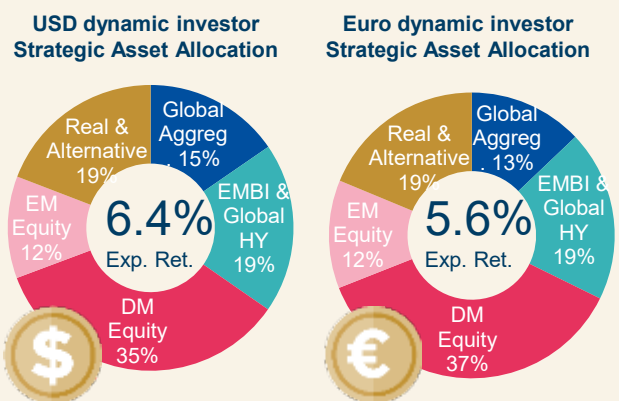 USD dynamic investor
Strategic Asset Allocation
Global
Aggreg
. 15%
EMBI &
Global
HY
19%
DM
Equity
35%
EM
Equity
12%
Real &
Alternative
19%
6.4%
Exp. Ret.
$
Euro dynamic investor
Strategic Asset Allocation
Global
Aggreg
. 13%
EMBI &
Global
HY
19%
DM
Equity
37%
EM
Equity
12%
Real &
Alternative
19%
5.6%
Exp. Ret.
€